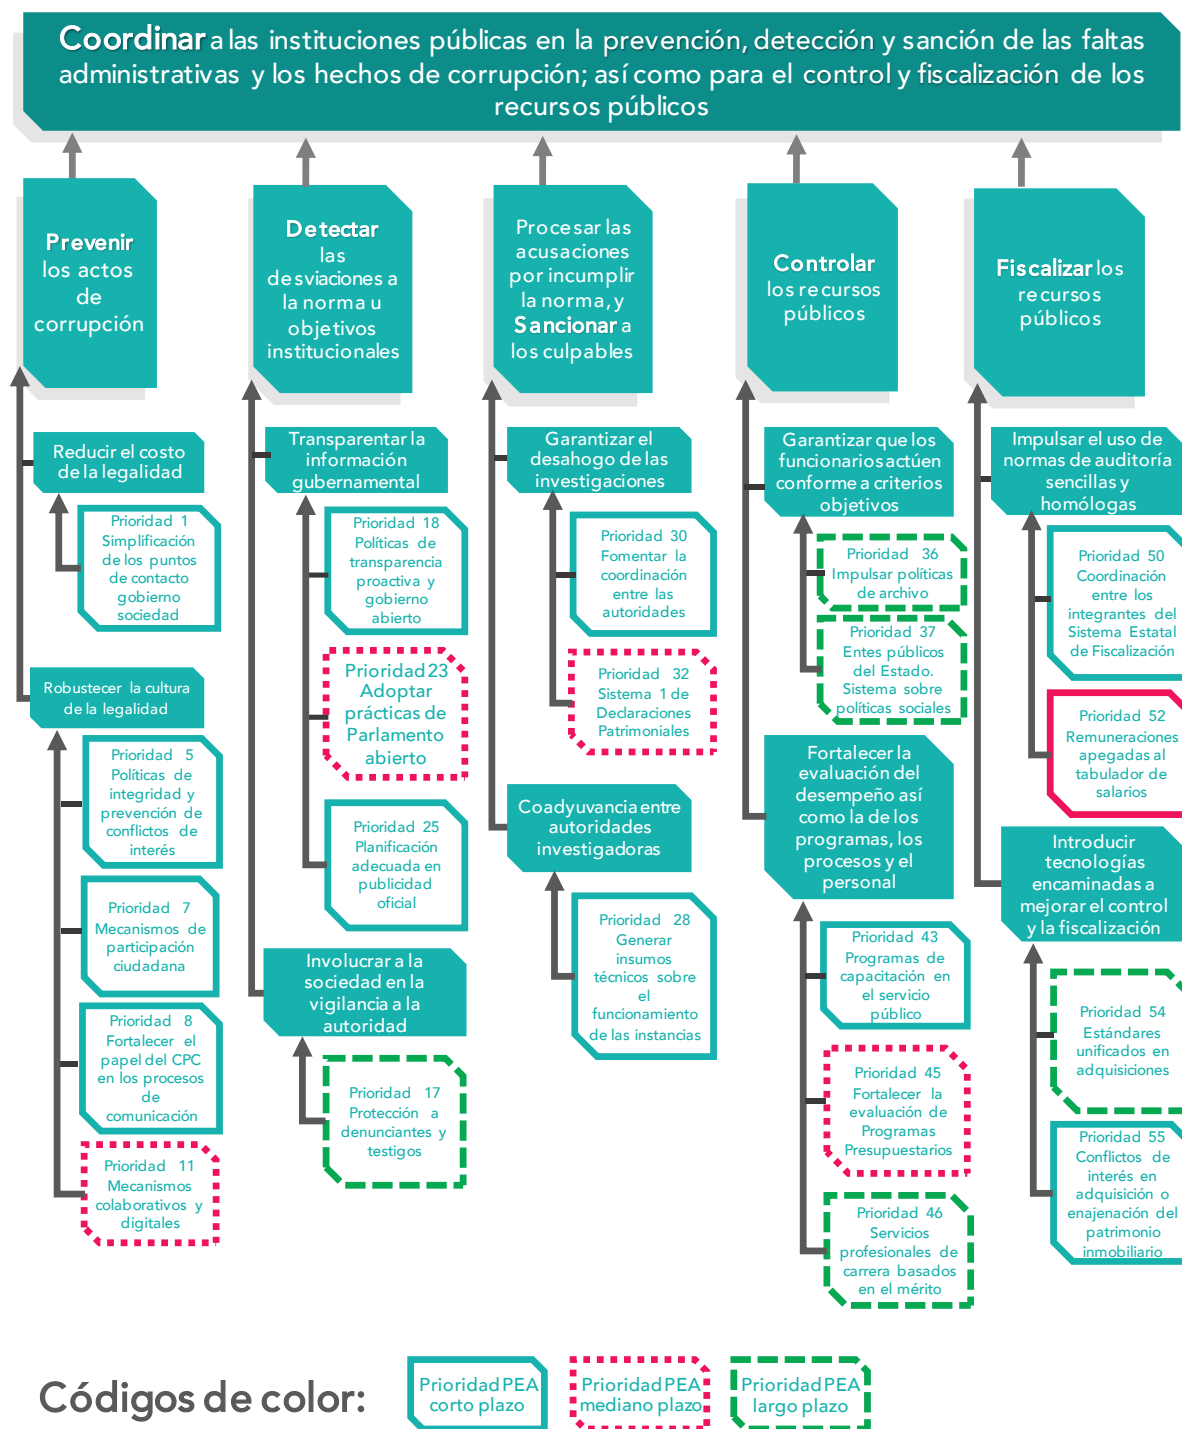 Coordinar a las instituciones públicas en la prevención, detección y sanción de las faltas
administrativas y los hechos de corrupción; así como para el control y fiscalización de los
recursos públicos
Prevenir
los actos
de
corrupción
Reducir el costo
de la legalidad
Prioridad 1
Simplificación
de los puntos
de contacto
gobierno
sociedad
Robustecer la cultura
de la legalidad
Prioridad 5
Políticas de
integridad y
prevención de
conflictos de
interés
Prioridad 7
Mecanismos de
participación
ciudadana
Prioridad 8
Fortalecer el
papel del CPC
en los procesos
de
comunicación
Prioridad 11
Mecanismos
colaborativos y
digitales
Detectar
las
desviaciones a
la norma u
objetivos
institucionales
Transparentar la
información
gubernamental
Prioridad 18
Políticas de
transparencia
proactiva y
gobierno
abierto
Prioridad 23
Adoptar
prácticas de
Parlamento
abierto
Prioridad 25
Planificación
adecuada en
publicidad
oficial
Involucrar a la
sociedad en la
vigilancia a la
autoridad
Prioridad 17
Protección a
denunciantes y
testigos
Procesar las
acusaciones
por incumplir
la norma, y
Sancionar a
los culpables
Garantizar el
desahogo de las
investigaciones
Prioridad 30
Fomentar la
coordinación
entre las
autoridades
Prioridad 32
Sistema 1 de
Declaraciones
Patrimoniales
Coadyuvancia entre
autoridades
investigadoras
Prioridad 28
Generar
insumos
técnicos sobre
el
funcionamiento
de las instancias
Controlar
los recursos
públicos
Garantizar que los
funcionarios actúen
conforme a criterios
objetivos
Prioridad 36
Impulsar políticas
de archivo
Prioridad 37
Entes públicos
del Estado.
Sistema sobre
políticas sociales
Fortalecer la
evaluación del
desempeño así
como la de los
programas, los
procesos y el
personal
Prioridad 43
Programas de
capacitación en
el servicio
público
Prioridad 45
Fortalecer la
evaluación de
Programas
Presupuestarios
Prioridad 46
Servicios
profesionales de
carrera basados
en el mérito
Fiscalizar los
recursos
públicos
Impulsar el uso de
normas de auditoría
sencillas y
homólogas
Prioridad 50
Coordinación
entre los
integrantes del
Sistema Estatal
de Fiscalización
Prioridad 52
Remuneraciones
apegadas al
tabulador de
salarios
Introducir
tecnologías
encaminadas a
mejorar el control
y la fiscalización
Prioridad 54
Estándares
unificados en
adquisiciones
Prioridad 55
Conflictos de
interés en
adquisición o
enajenación del
patrimonio
inmobiliario
Códigos de color:
Prioridad PEA
corto plazo
Prioridad PEA
mediano plazo
Prioridad PEA
largo plazo